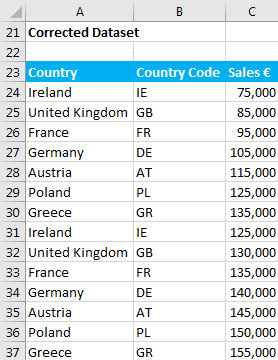 A B C
21 Corrected Dataset
22
23 Country Country Code Sales €
24 Ireland IE 75,000
25 United Kingdom GB 85,000
26 France FR 95,000
27 Germany DE 105,000
28 Austria AT 115,000
29 Poland PL 125,000
30 Greece GR 135,000
31 Ireland IE 125,000
32 United Kingdom GB 130,000
33 France FR 135,000
34 Germany DE 140,000
35 Austria AT 145,000
36 Poland PL 150,000
37 Greece GR 155,000